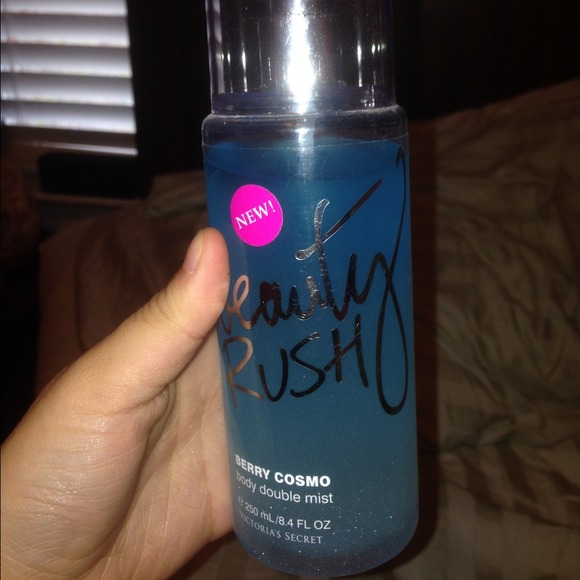 NEW!
beauty
RUSH
BERRY COSMO
body double mist
℮ 250 mL/8.4 FL OZ
VICTORIA'S SECRET